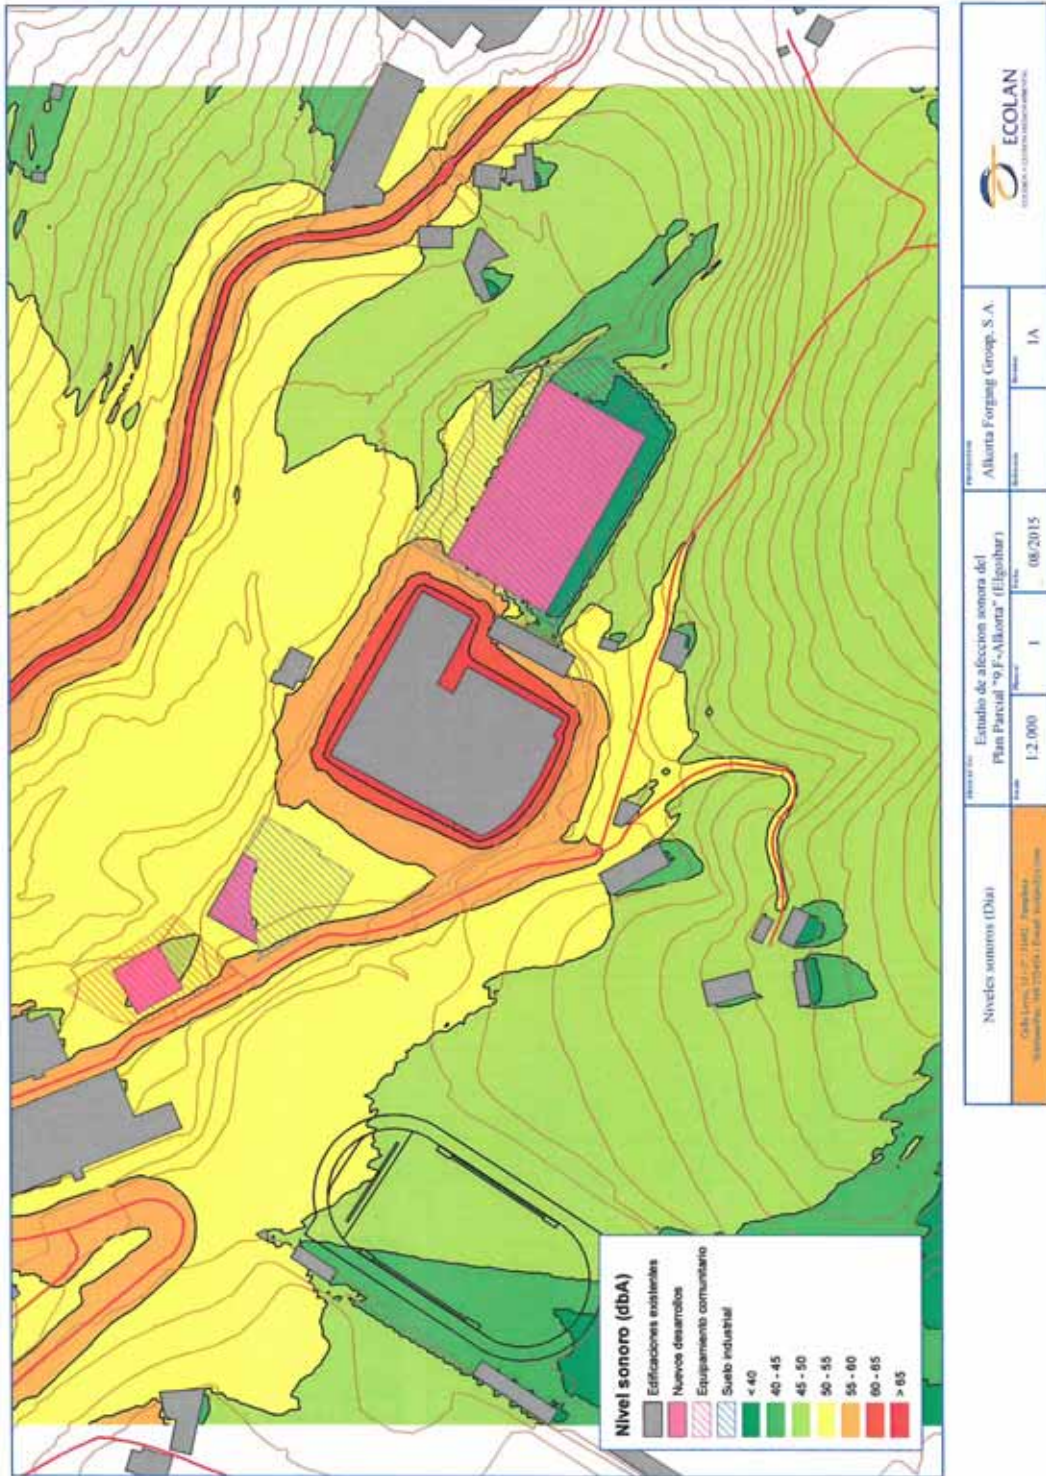 Nivel sonoro (dbA)
Edificaciones existentes
Nuevos desarrollos
Equipamiento comunitario
Suelo industrial
< 40
40 - 45
45 - 50
50 - 55
55 - 60
60 - 65
> 65
Niveles sonoros (Día)
Estudio de afeccion sonora del
Plan Parcial "9.F-Alkorta" (Elgoibar)
1:2.000
1
08/2015
Alkorta Forging Group, S.A.
1A
ECOLAN